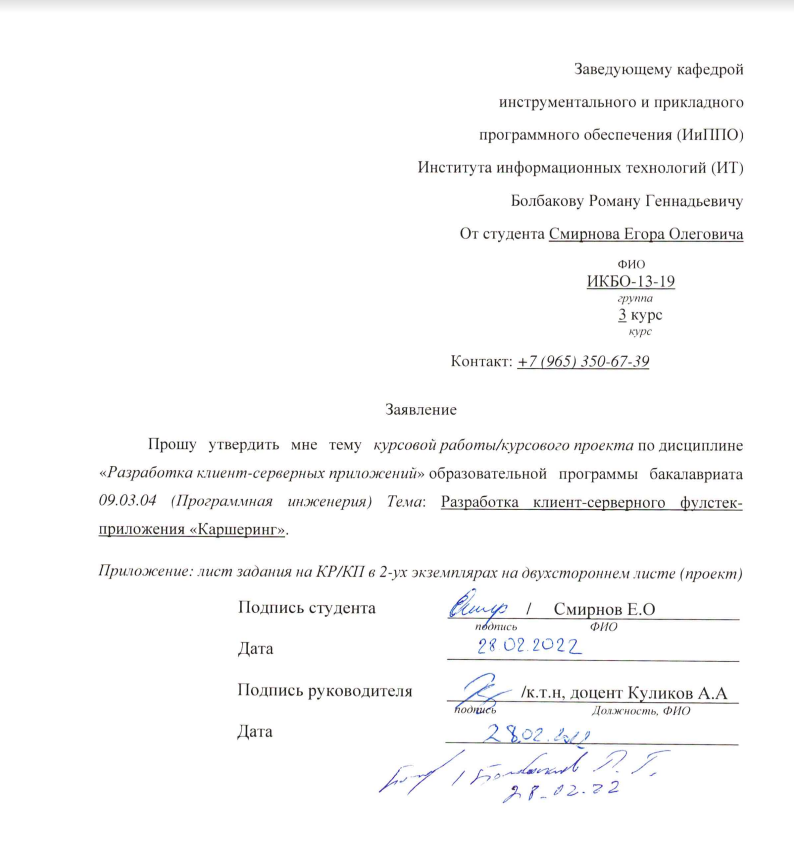 Заведующему кафедрой
инструментального и прикладного
программного обеспечения (ИиППО)
Института информационных технологий (ИТ)
Болбакову Роману Геннадьевичу
От студента Смирнова Егора Олеговича
ФИО
ИКБО-13-19
группа
3 курс
курс
Контакт: +7 (965) 350-67-39
Заявление
Прошу утвердить мне тему курсовой работы/курсового проекта по дисциплине
«Разработка клиент-серверных приложений» образовательной программы бакалавриата
09.03.04 (Программная инженерия) Тема: Разработка клиент-серверного фулстек-
приложения «Каршеринг».
Приложение: лист задания на КР/КП в 2-ух экземплярах на двухстороннем листе (проект)
Подпись студента / Смирнов Е.О
подпись ФИО
Дата 28.02.2022
Подпись руководителя /к.т.н, доцент Куликов А.А
подпись Должность, ФИО
Дата 28.02.2022
/ Болбаков Р. Г.
28.02.22